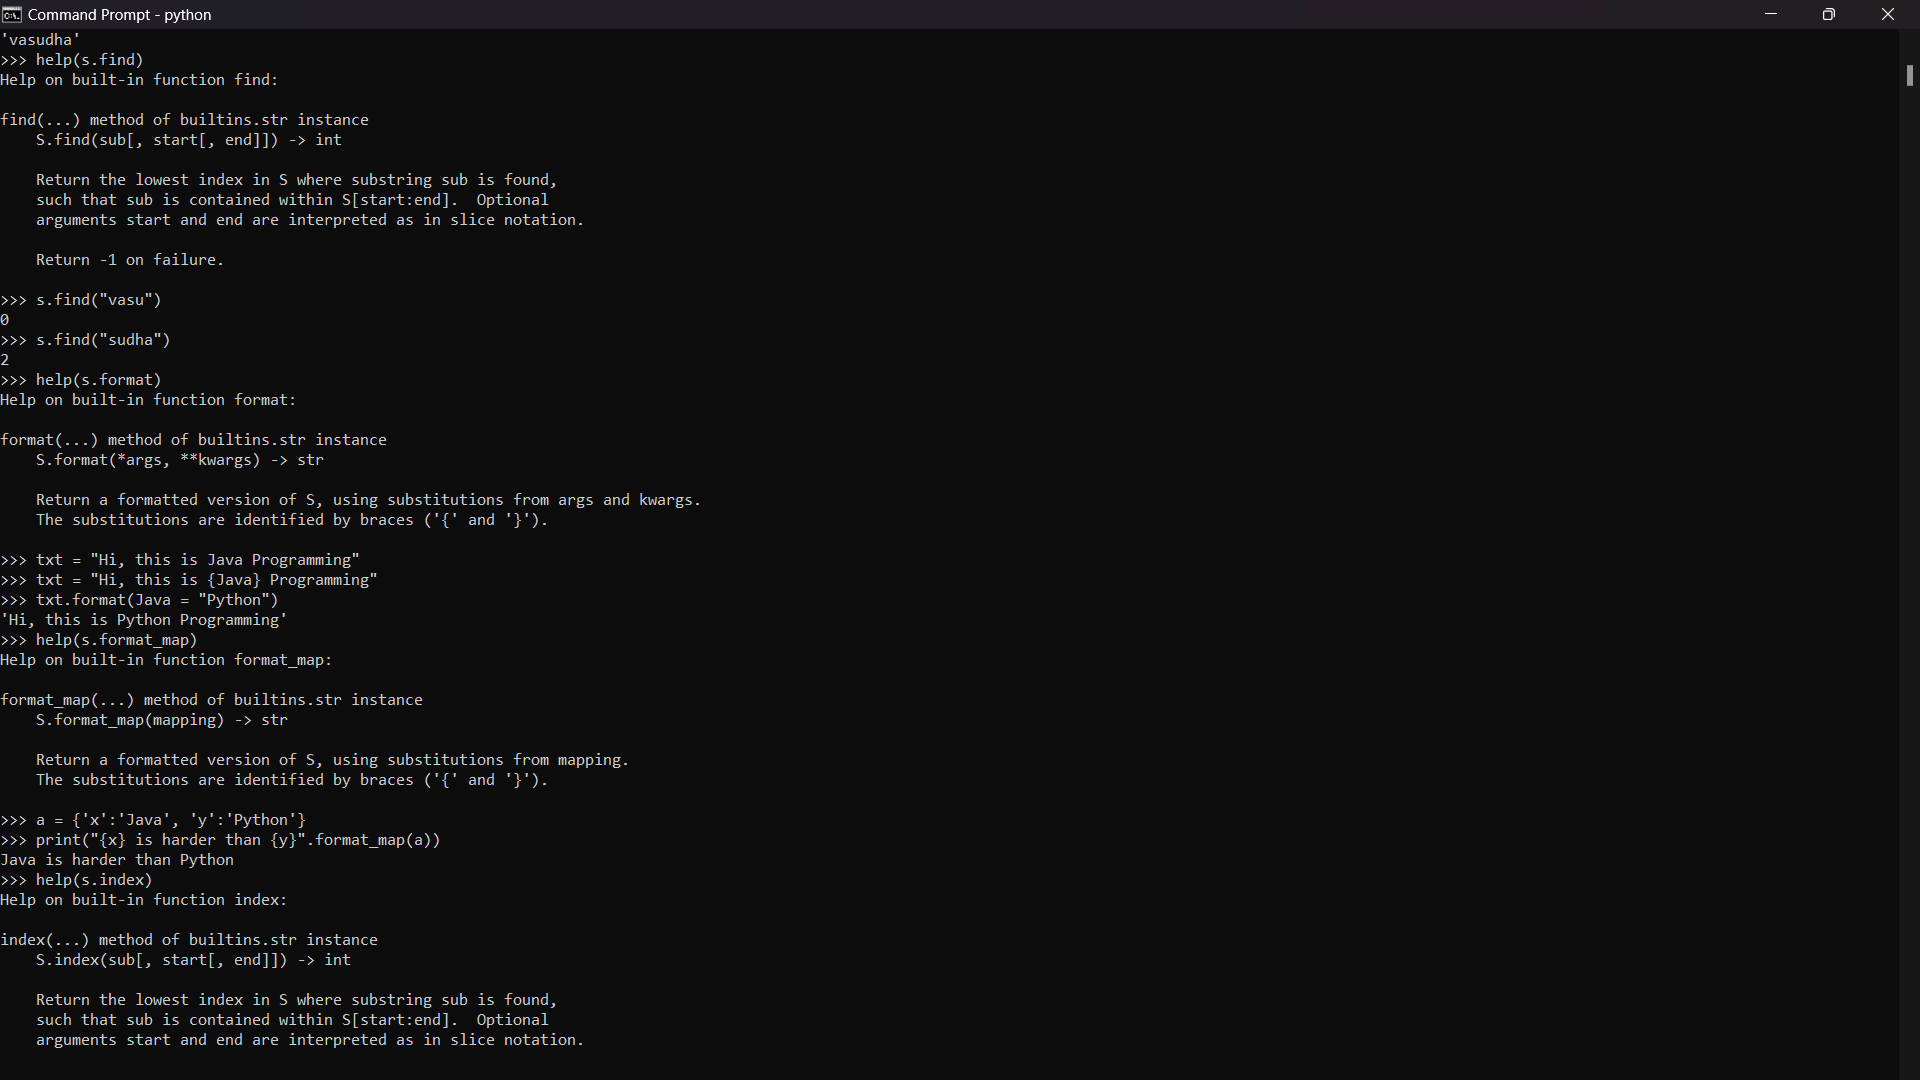 Command Prompt - python
'vasudha'
>>> help(s.find)
Help on built-in function find:

find(...) method of builtins.str instance
    S.find(sub[, start[, end]]) -> int

    Return the lowest index in S where substring sub is found,
    such that sub is contained within S[start:end].  Optional
    arguments start and end are interpreted as in slice notation.

    Return -1 on failure.

>>> s.find("vasu")
0
>>> s.find("sudha")
2
>>> help(s.format)
Help on built-in function format:

format(...) method of builtins.str instance
    S.format(*args, **kwargs) -> str

    Return a formatted version of S, using substitutions from args and kwargs.
    The substitutions are identified by braces ('{' and '}').

>>> txt = "Hi, this is Java Programming"
>>> txt = "Hi, this is {Java} Programming"
>>> txt.format(Java = "Python")
'Hi, this is Python Programming'
>>> help(s.format_map)
Help on built-in function format_map:

format_map(...) method of builtins.str instance
    S.format_map(mapping) -> str

    Return a formatted version of S, using substitutions from mapping.
    The substitutions are identified by braces ('{' and '}').

>>> a = {'x':'Java', 'y':'Python'}
>>> print("{x} is harder than {y}".format_map(a))
Java is harder than Python
>>> help(s.index)
Help on built-in function index:

index(...) method of builtins.str instance
    S.index(sub[, start[, end]]) -> int

    Return the lowest index in S where substring sub is found,
    such that sub is contained within S[start:end].  Optional
    arguments start and end are interpreted as in slice notation.